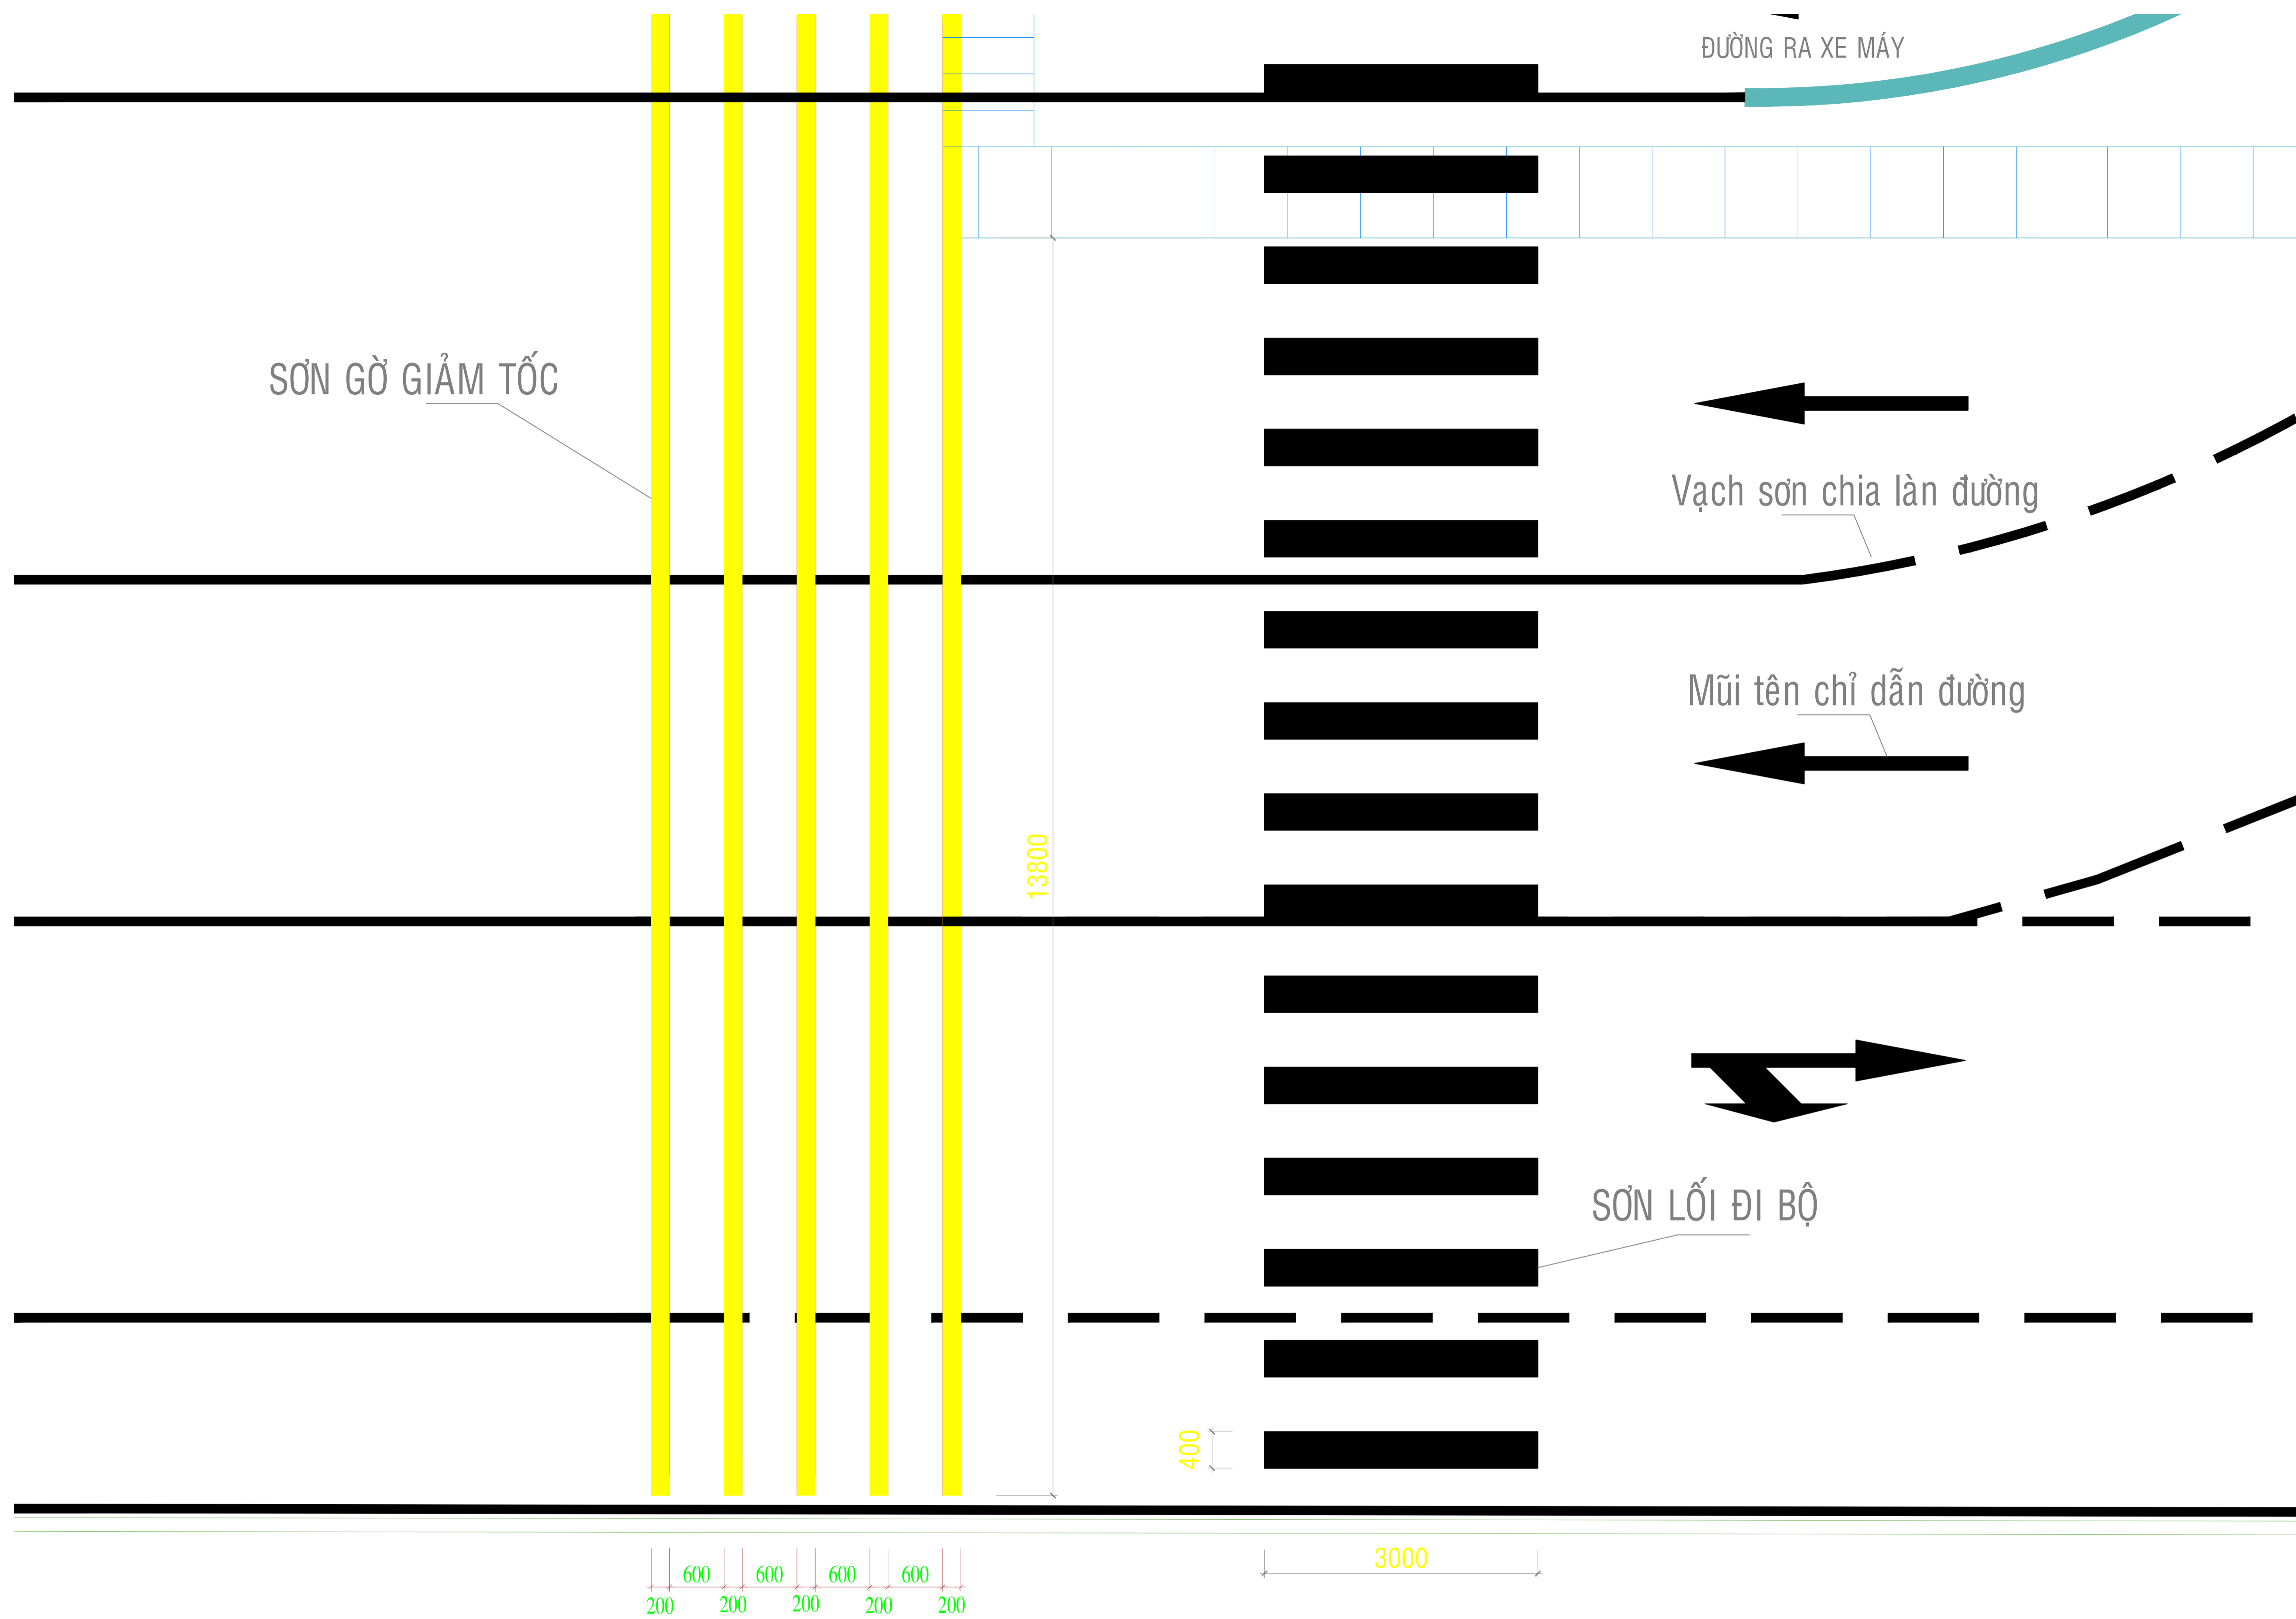 ĐƯỜNG RA XE MÁY
SƠN GỜ GIẢM TỐC
Vạch sơn chia làn đường
Mũi tên chỉ dẫn đường
13800
SƠN LỐI ĐI BỘ
400
3000
600 600 600 600
200 200 200 200 200